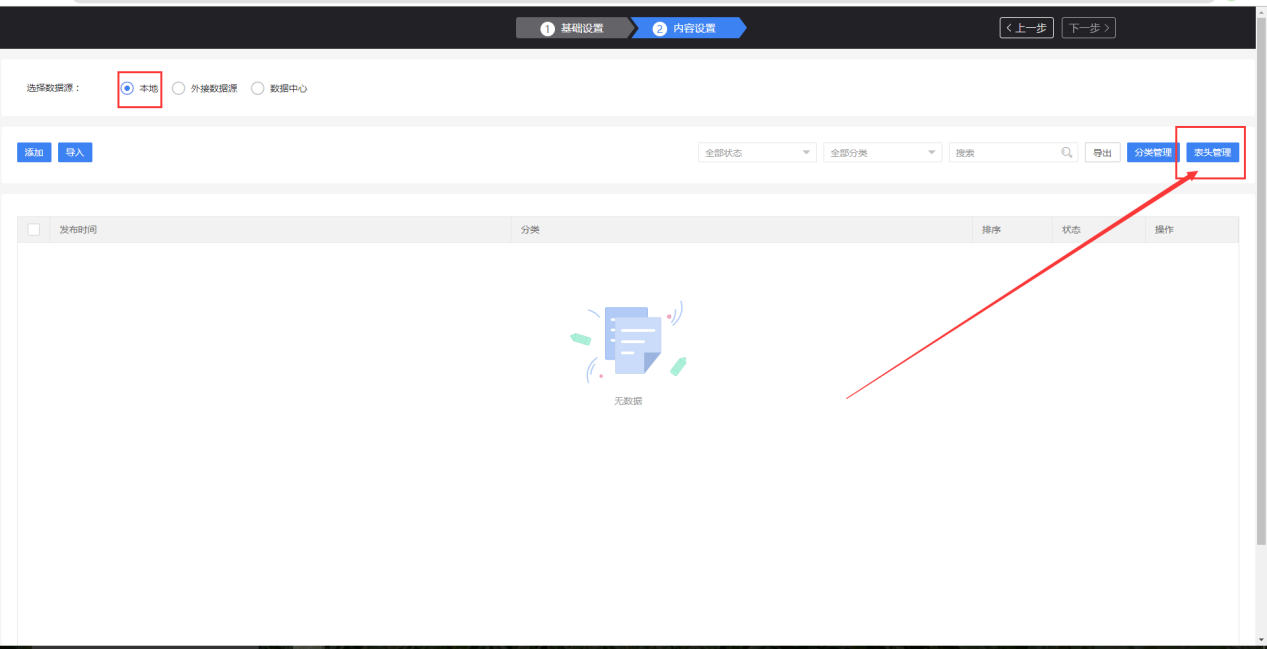 1 基础设置 2 内容设置 < 上一步 下一步 >
选择数据源： 本地 外接数据源 数据中心
添加 导入 全部状态 全部分类 搜索 导出 分类管理 表头管理
发布时间 分类 排序 状态 操作
无数据